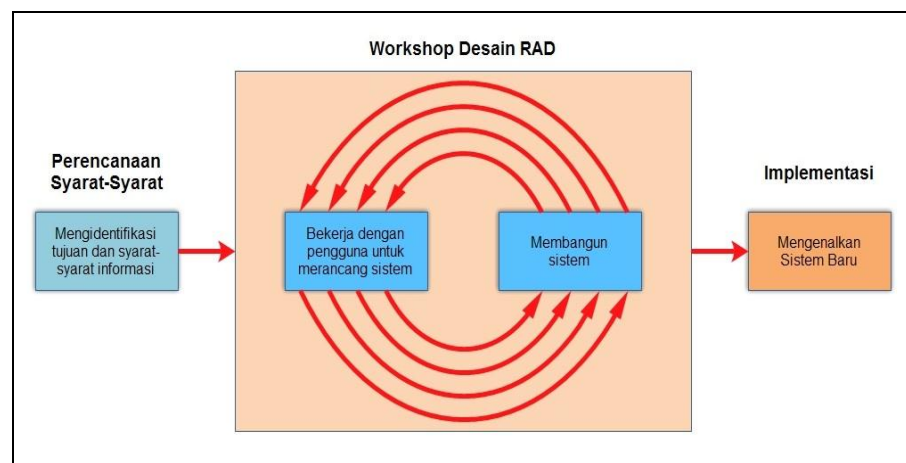 Workshop Desain RAD
Perencanaan
Syarat-Syarat
Mengidentifikasi
tujuan dan syarat-
syarat informasi
Bekerja dengan
pengguna untuk
merancang sistem
Membangun
sistem
Implementasi
Mengenalkan
Sistem Baru